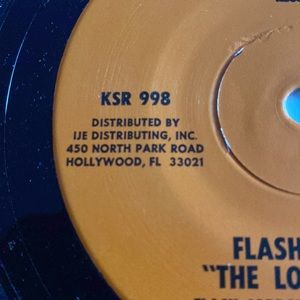 KSR 998
DISTRIBUTED BY
IJE DISTRIBUTING, INC.
450 NORTH PARK ROAD
HOLLYWOOD, FL 33021
FLASH
"THE LO